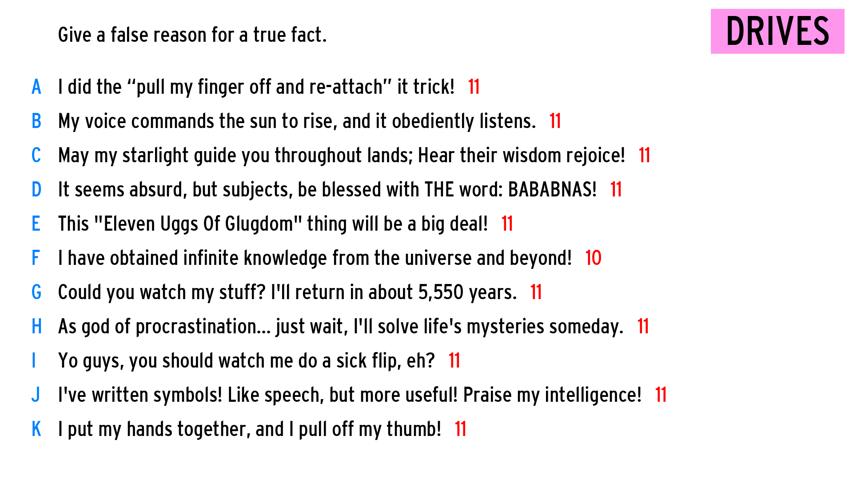 Give a false reason for a true fact.
DRIVES
A I did the “pull my finger off and re-attach” it trick! 11
B My voice commands the sun to rise, and it obediently listens. 11
C May my starlight guide you throughout lands; Hear their wisdom rejoice! 11
D It seems absurd, but subjects, be blessed with THE word: BABABNAS! 11
E This "Eleven Uggs Of Glugdom" thing will be a big deal! 11
F I have obtained infinite knowledge from the universe and beyond! 10
G Could you watch my stuff? I'll return in about 5,550 years. 11
H As god of procrastination... just wait, I'll solve life's mysteries someday. 11
I Yo guys, you should watch me do a sick flip, eh? 11
J I've written symbols! Like speech, but more useful! Praise my intelligence! 11
K I put my hands together, and I pull off my thumb! 11